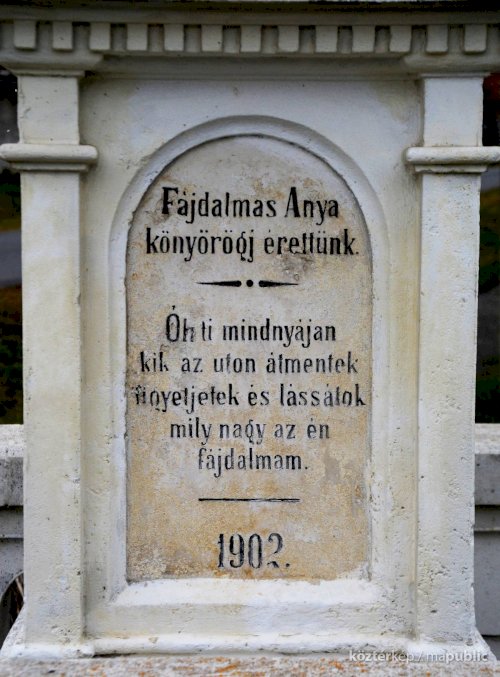 Fájdalmas Anya
könyörögj érettünk.
Óh ti mindnyájan
kik az uton átmentek
figyeljetek és lássátok
mily nagy az én
fájdalmam.
1902.
köztérkép / mapublic